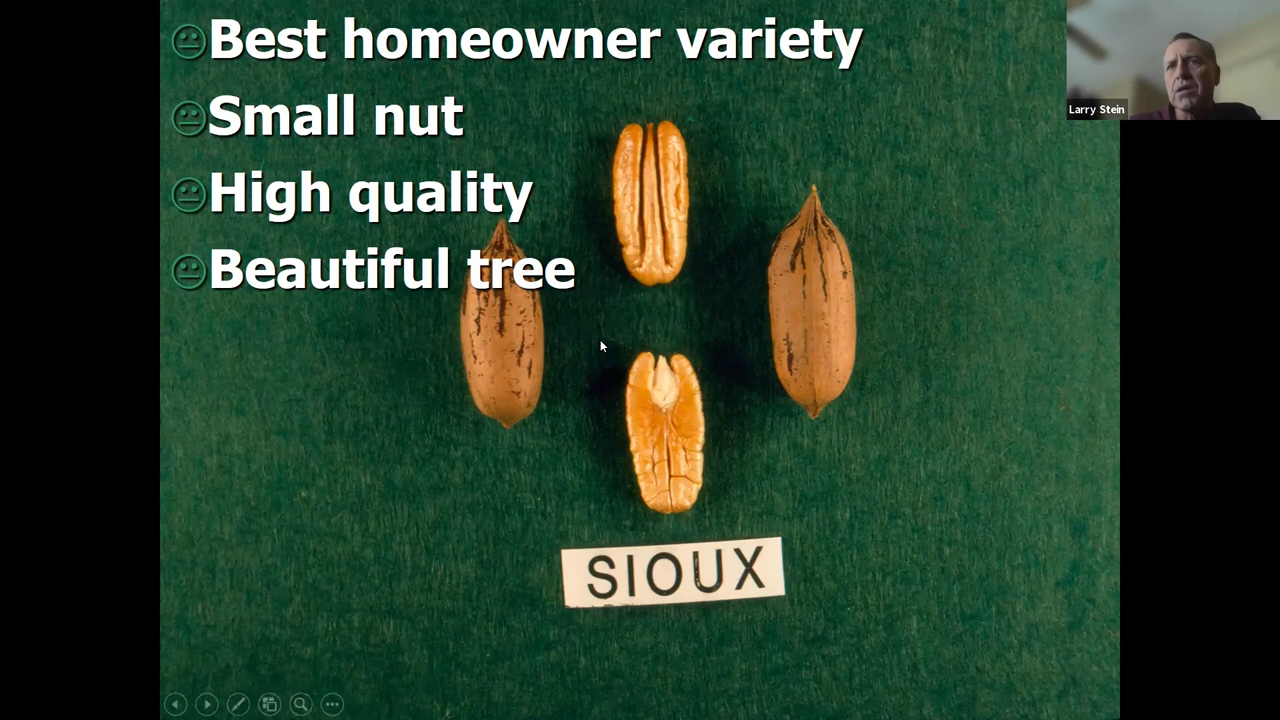 Best homeowner variety
Small nut
High quality
Beautiful tree
Larry Stein
SIOUX